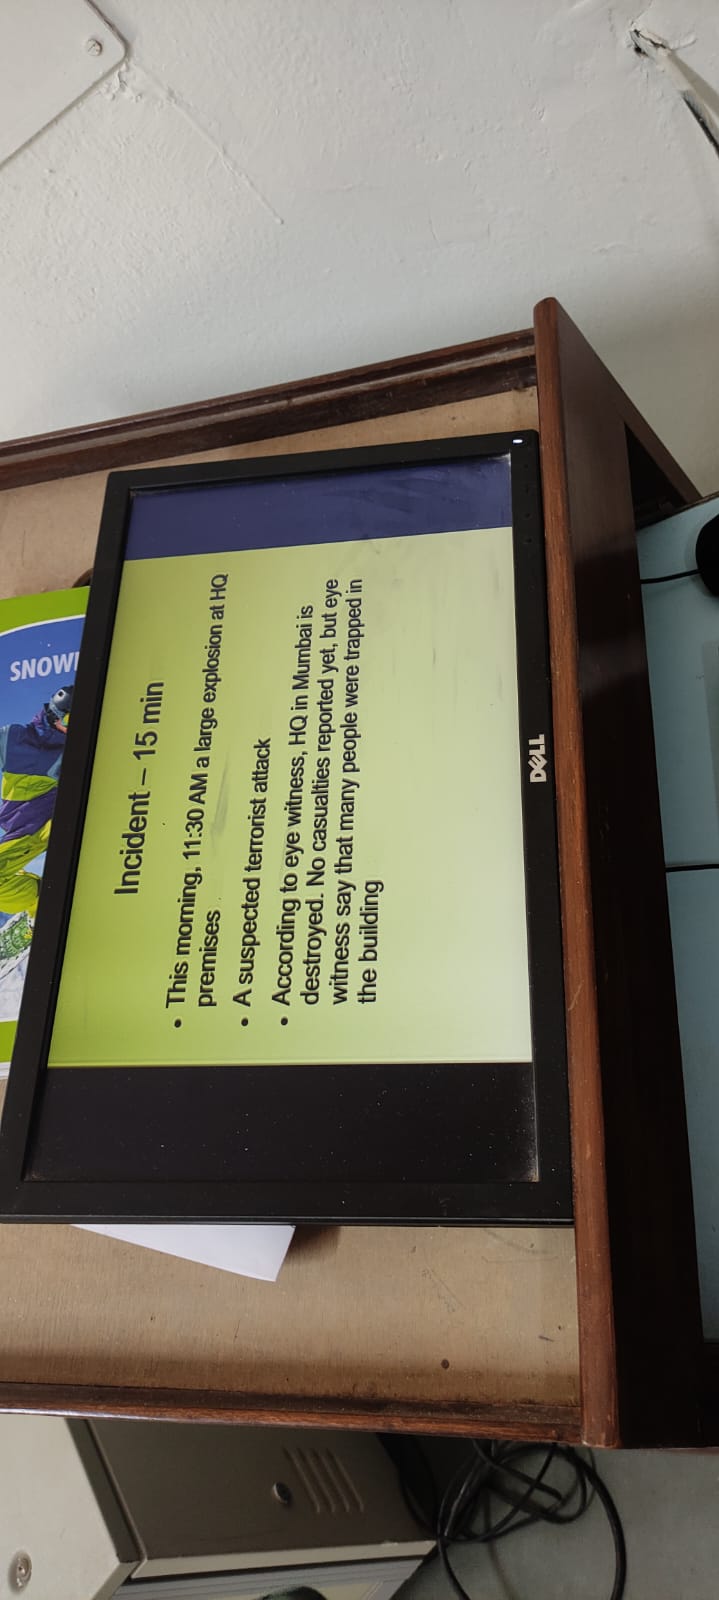 Incident – 15 min
• This morning, 11:30 AM a large explosion at HQ
premises
• A suspected terrorist attack
• According to eye witness, HQ in Mumbai is
destroyed. No casualties reported yet, but eye
witness say that many people were trapped in
the building
DELL